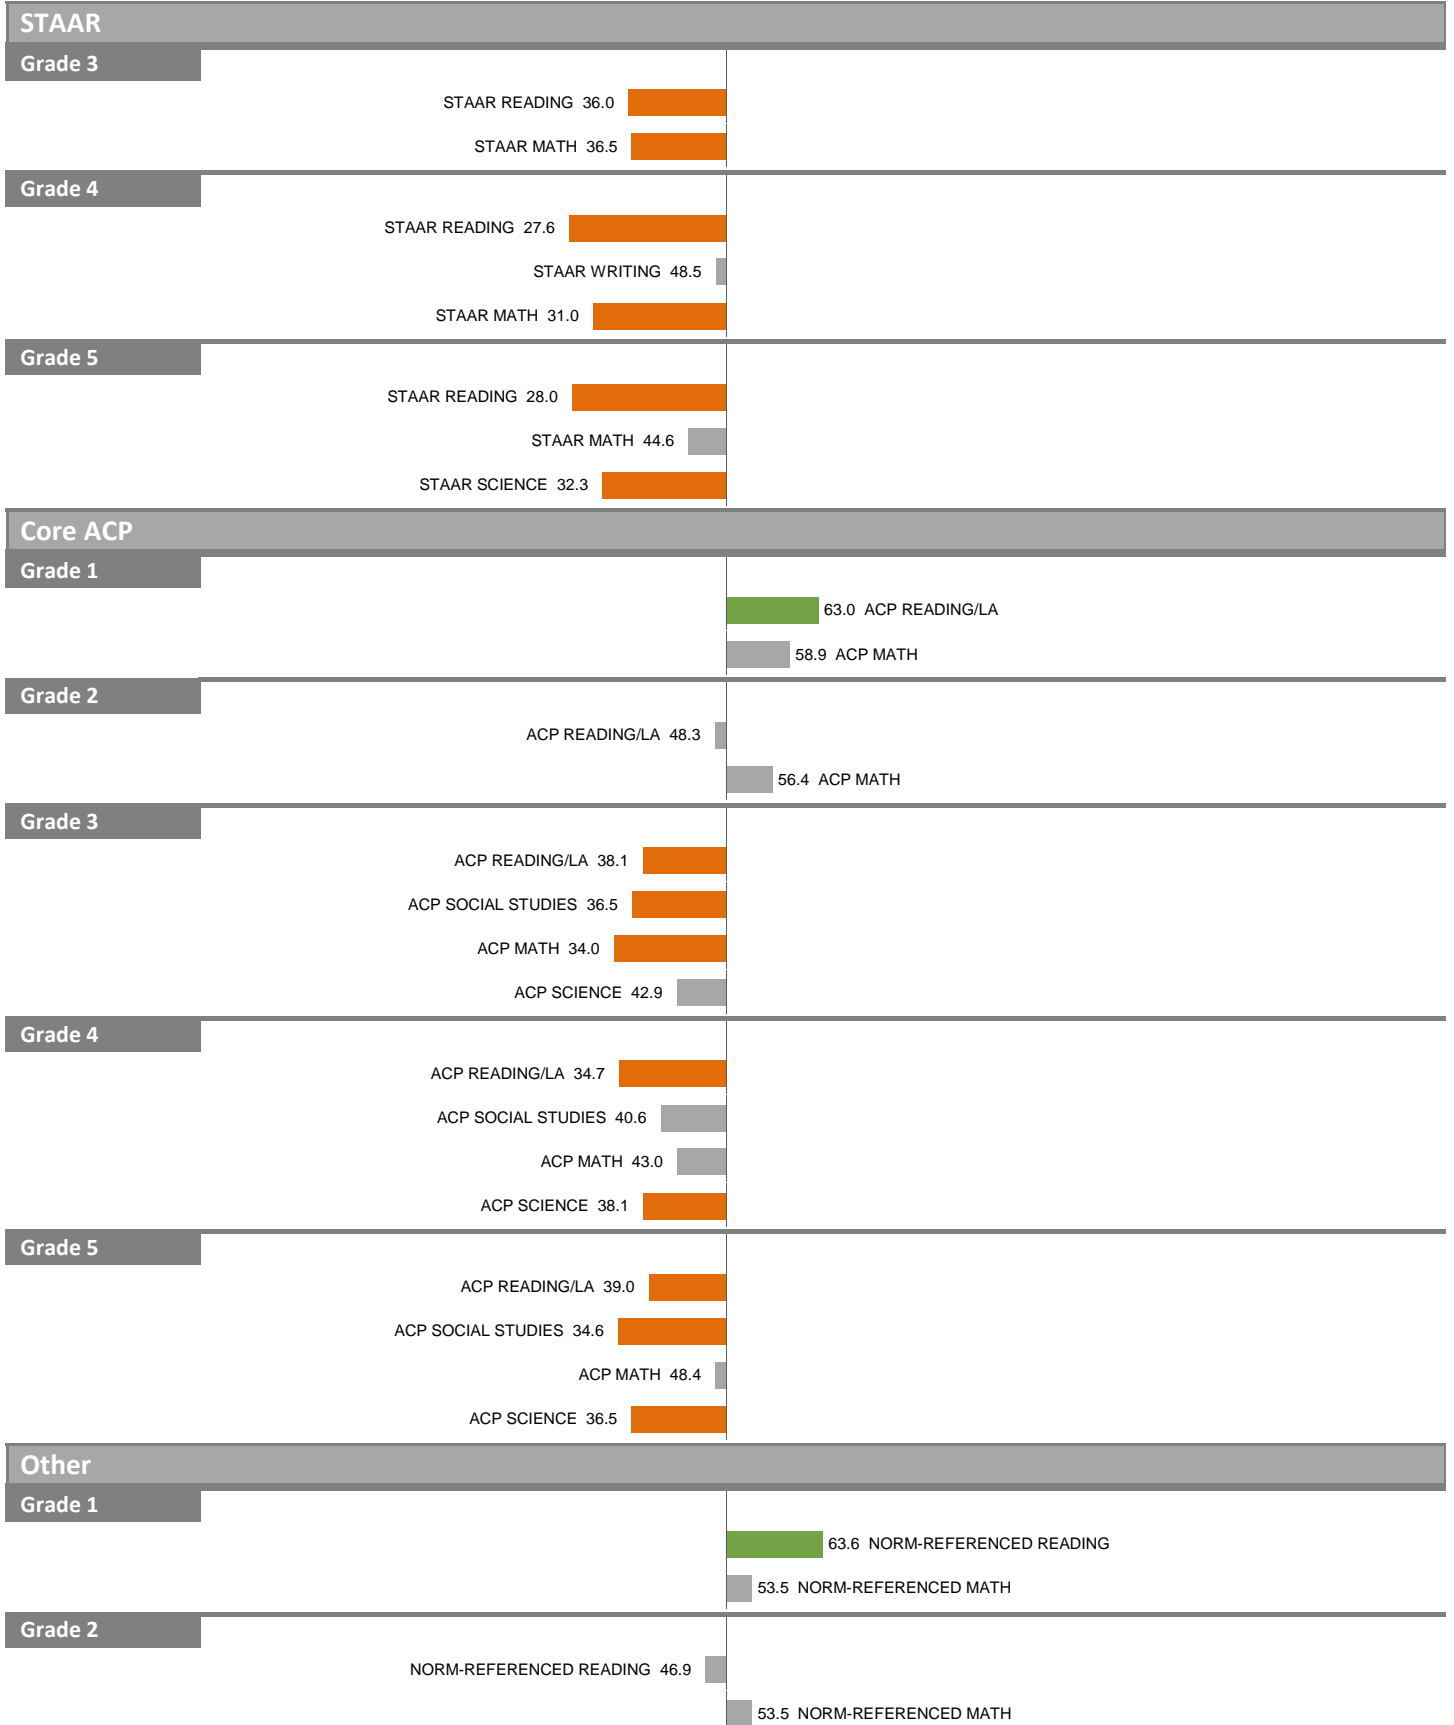 STAAR
Grade 3
STAAR READING 36.0
STAAR MATH 36.5
Grade 4
STAAR READING 27.6
STAAR WRITING 48.5
STAAR MATH 31.0
Grade 5
STAAR READING 28.0
STAAR MATH 44.6
STAAR SCIENCE 32.3
Core ACP
Grade 1
63.0 ACP READING/LA
58.9 ACP MATH
Grade 2
ACP READING/LA 48.3
56.4 ACP MATH
Grade 3
ACP READING/LA 38.1
ACP SOCIAL STUDIES 36.5
ACP MATH 34.0
ACP SCIENCE 42.9
Grade 4
ACP READING/LA 34.7
ACP SOCIAL STUDIES 40.6
ACP MATH 43.0
ACP SCIENCE 38.1
Grade 5
ACP READING/LA 39.0
ACP SOCIAL STUDIES 34.6
ACP MATH 48.4
ACP SCIENCE 36.5
Other
Grade 1
63.6 NORM-REFERENCED READING
53.5 NORM-REFERENCED MATH
Grade 2
NORM-REFERENCED READING 46.9
53.5 NORM-REFERENCED MATH